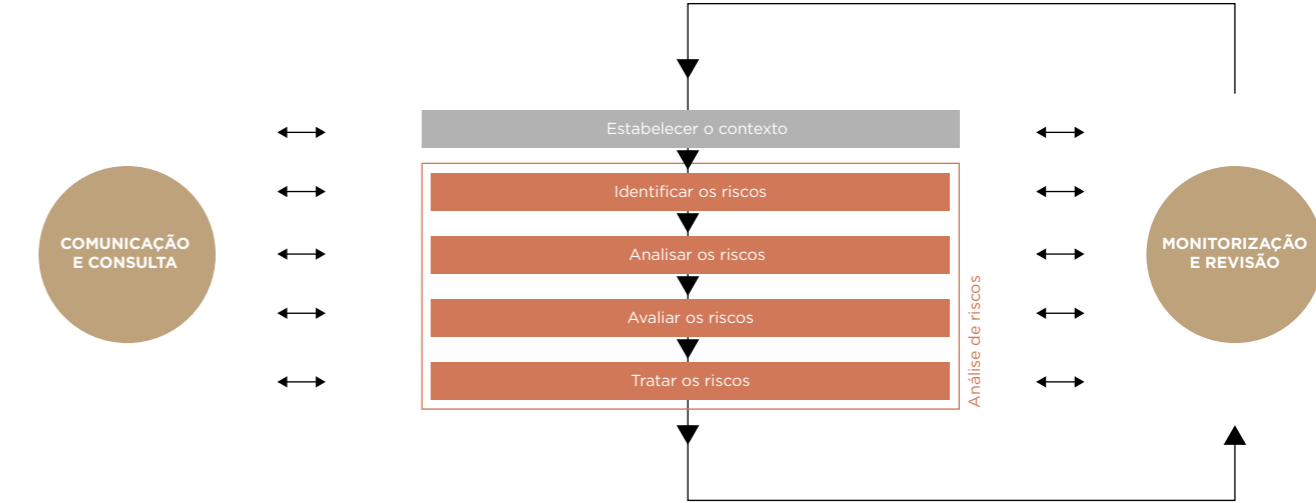 Estabelecer o contexto
Identificar os riscos
Analisar os riscos
Avaliar os riscos
Tratar os riscos
Análise de riscos
COMUNICAÇÃO
E CONSULTA
MONITORIZAÇÃO
E REVISÃO